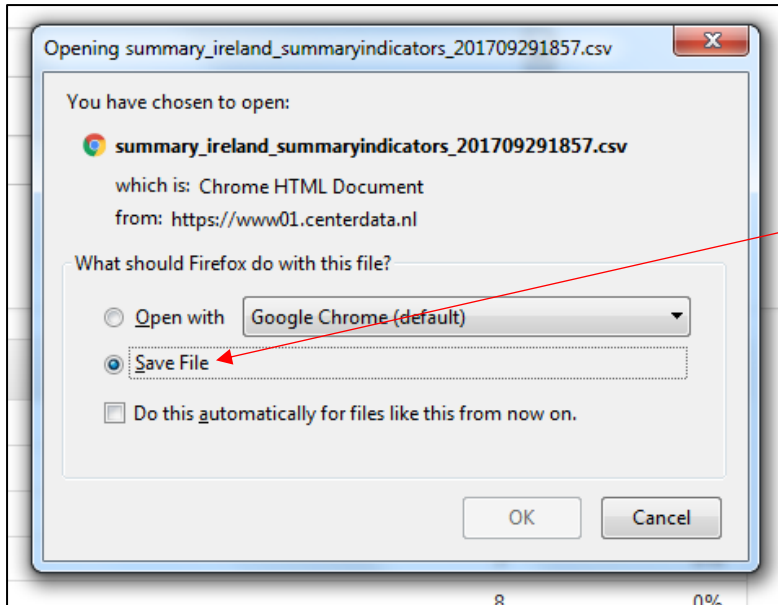 Opening summary_ireland_summaryindicators_201709291857.csv
You have chosen to open:
summary_ireland_summaryindicators_201709291857.csv
which is: Chrome HTML Document
from: https://www01.centerdata.nl
What should Firefox do with this file?
Open with Google Chrome (default)
Save File
Do this automatically for files like this from now on.
OK Cancel
8 0%